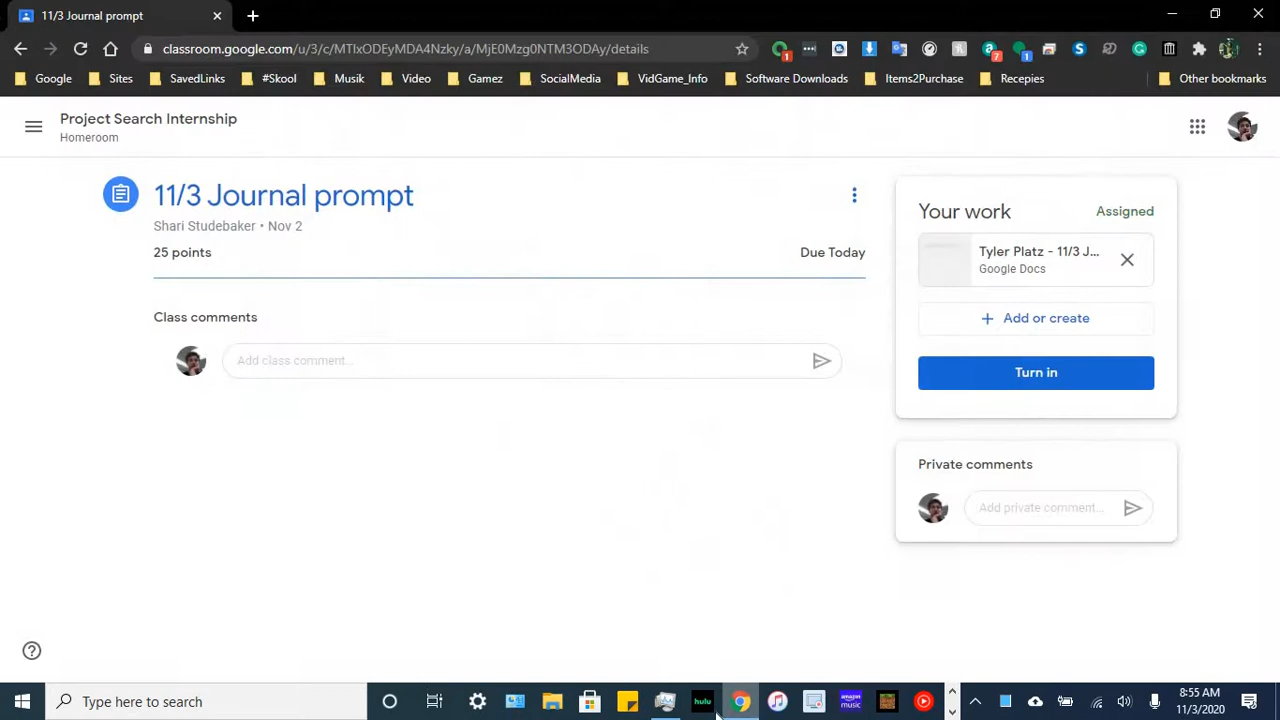 11/3 Journal prompt
classroom.google.com/u/3/c/MTIxODEyMDA4Nzky/a/MjE0Mzg0NTM3ODAy/details
Google Sites SavedLinks #Skool Musik Video Gamez SocialMedia VidGame_Info Software Downloads Items2Purchase Recepies Other bookmarks
Project Search Internship
Homeroom
11/3 Journal prompt
Shari Studebaker • Nov 2
25 points Due Today
Class comments
Add class comment...
Your work Assigned
Tyler Platz - 11/3 J...
Google Docs
+ Add or create
Turn in
Private comments
Add private comment...
Type here to search
hulu
amazon music
8:55 AM
11/3/2020